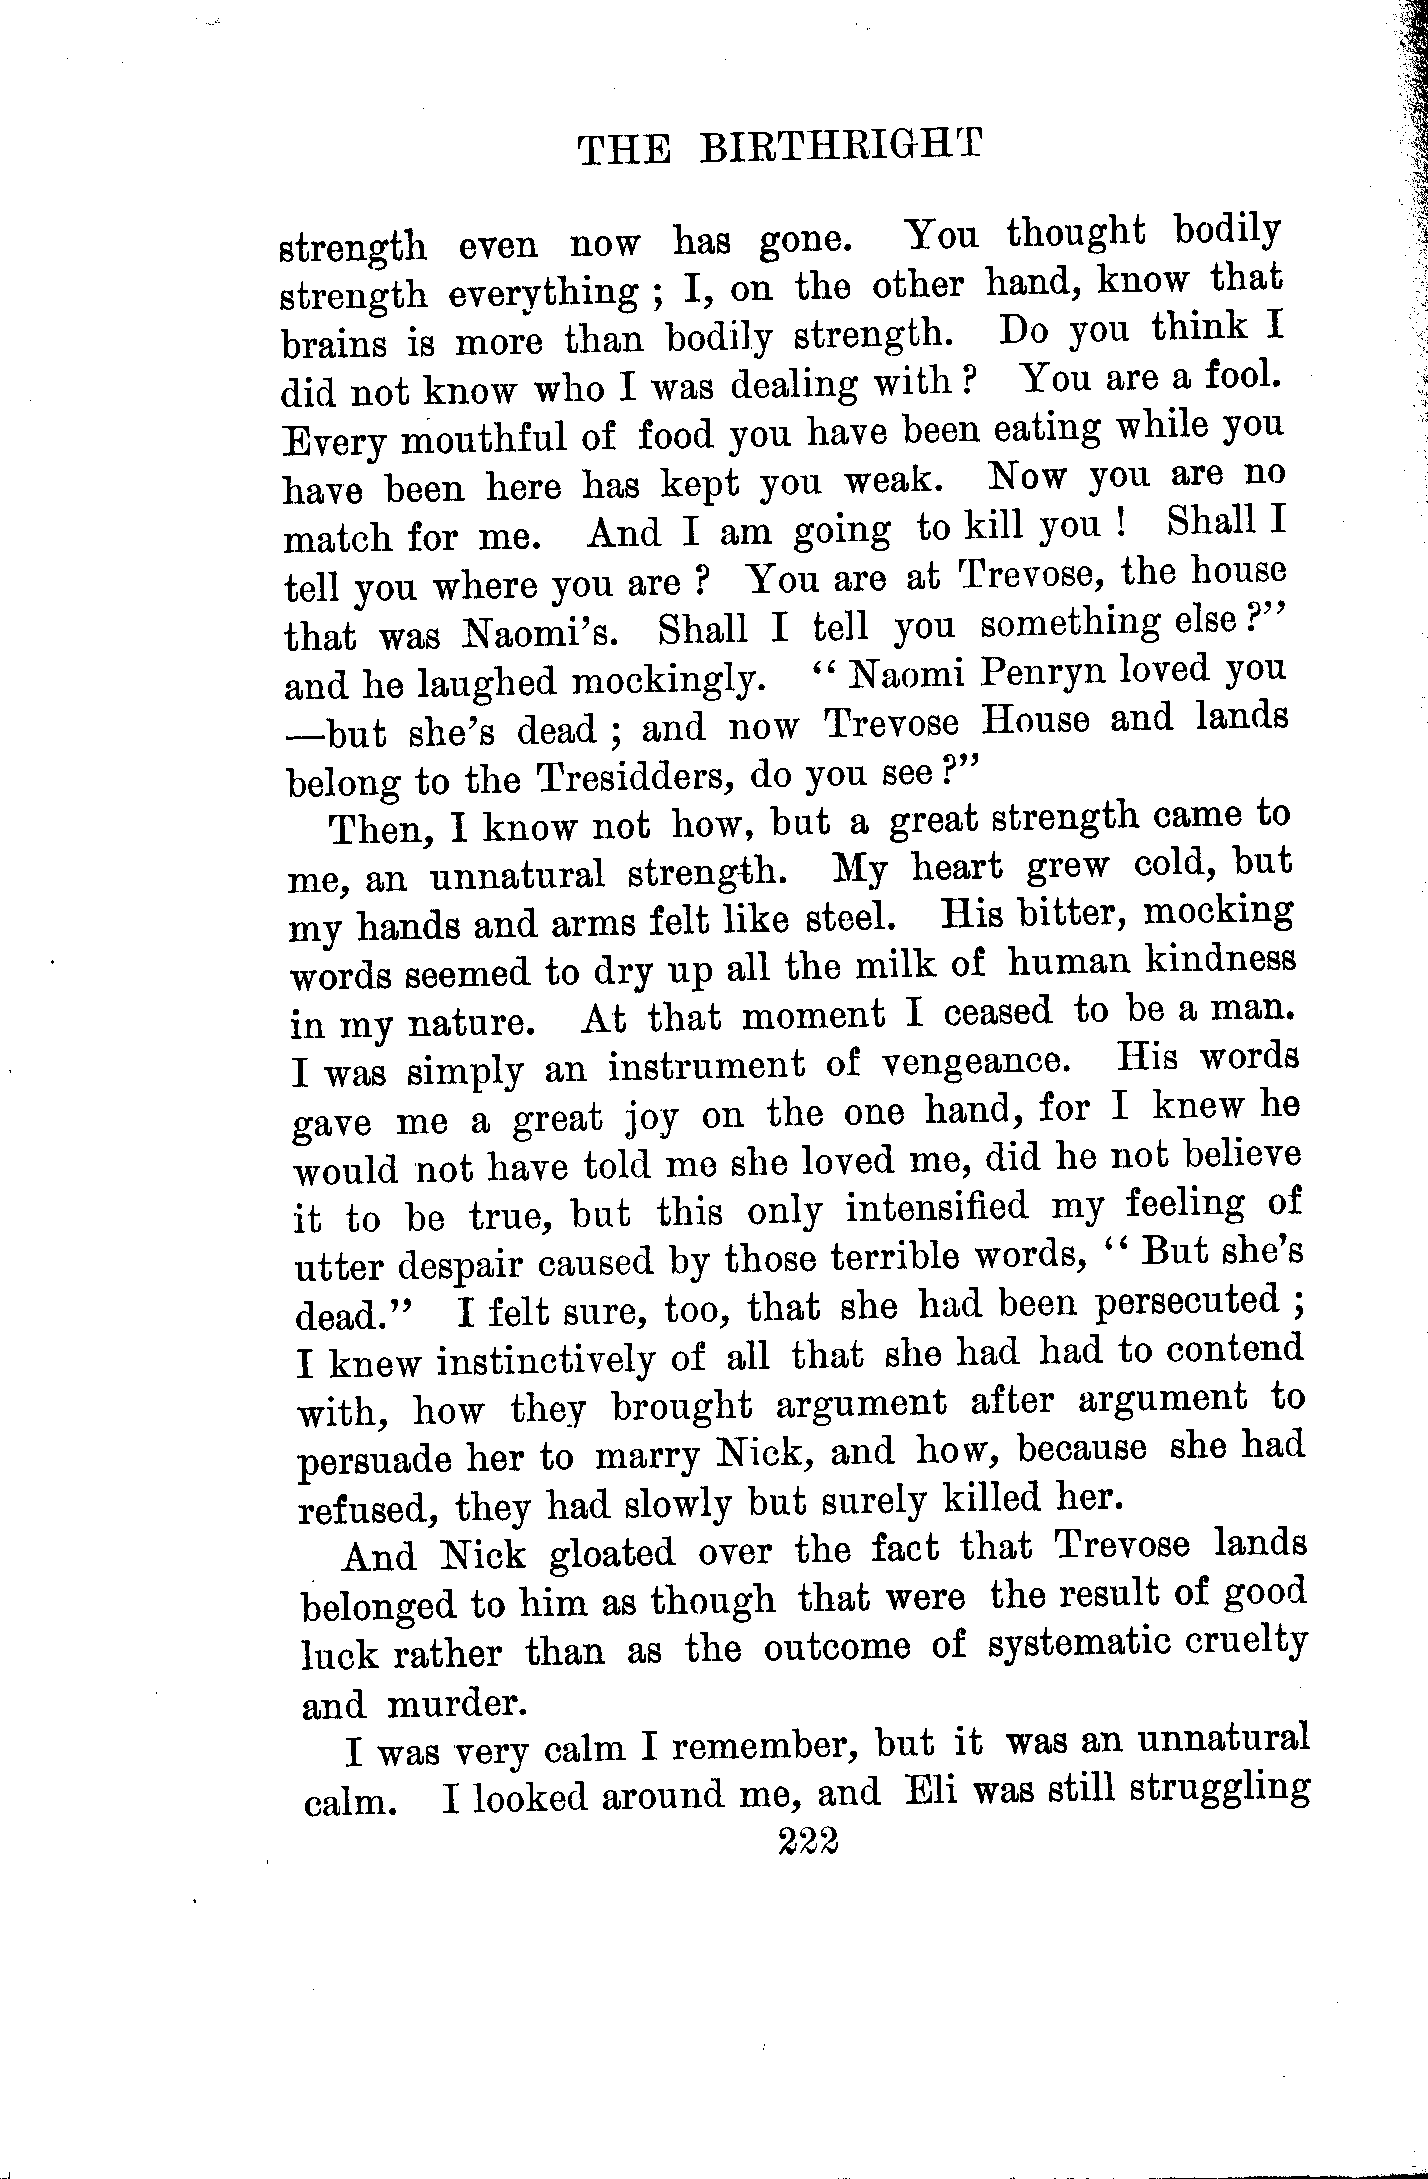 THE BIRTHRIGHT
strength even now has gone. You thought bodily
strength everything ; I, on the other hand, know that
brains is more than bodily strength. Do you think I
did not know who I was dealing with ? You are a fool.
Every mouthful of food you have been eating while you
have been here has kept you weak. Now you are no
match for me. And I am going to kill you ! Shall I
tell you where you are ? You are at Trevose, the house
that was Naomi's. Shall I tell you something else ?"
and he laughed mockingly. " Naomi Penryn loved you
—but she's dead ; and now Trevose House and lands
belong to the Tresidders, do you see ?"
Then, I know not how, but a great strength came to
me, an unnatural strength. My heart grew cold, but
my hands and arms felt like steel. His bitter, mocking
words seemed to dry up all the milk of human kindness
in my nature. At that moment I ceased to be a man.
I was simply an instrument of vengeance. His words
gave me a great joy on the one hand, for I knew he
would not have told me she loved me, did he not believe
it to be true, but this only intensified my feeling of
utter despair caused by those terrible words, " But she's
dead." I felt sure, too, that she had been persecuted ;
I knew instinctively of all that she had had to contend
with, how they brought argument after argument to
persuade her to marry Nick, and how, because she had
refused, they had slowly but surely killed her.
And Nick gloated over the fact that Trevose lands
belonged to him as though that were the result of good
luck rather than as the outcome of systematic cruelty
and murder.
I was very calm I remember, but it was an unnatural
calm. I looked around me, and Eli was still struggling
222